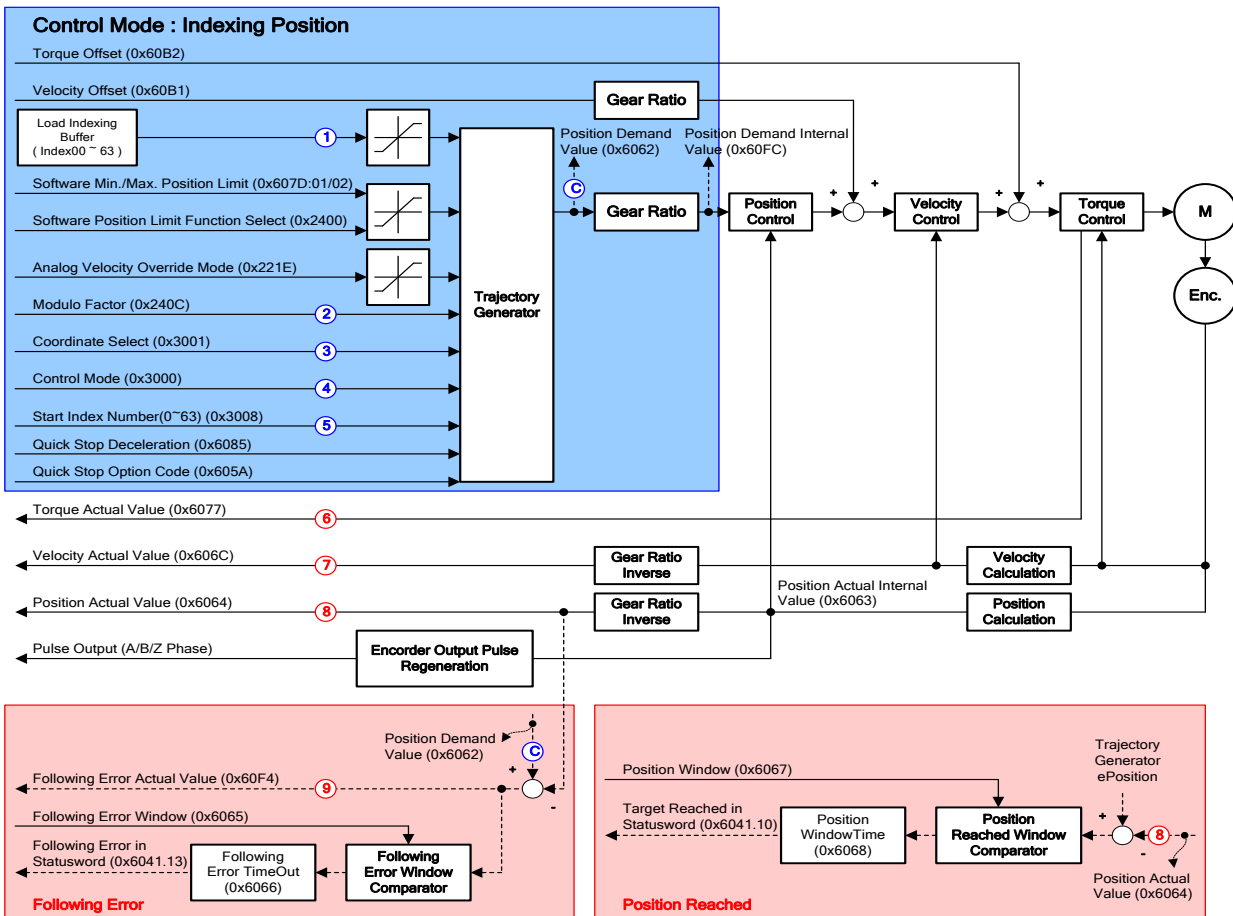 Control Mode : Indexing Position
Torque Offset (0x60B2)
Velocity Offset (0x60B1)
Gear Ratio
Load Indexing
Buffer
( Index00 ~ 63 )
1
Position Demand
Value (0x6062)
Position Demand Internal
Value (0x60FC)
Software Min./Max. Position Limit (0x607D:01/02)
C
Software Position Limit Function Select (0x2400)
Gear Ratio
Position
Control
+
+
Velocity
Control
+
+
Torque
Control
M
Analog Velocity Override Mode (0x221E)
Trajectory
Generator
Enc.
Modulo Factor (0x240C)
2
Coordinate Select (0x3001)
3
Control Mode (0x3000)
4
Start Index Number(0~63) (0x3008)
5
Quick Stop Deceleration (0x6085)
Quick Stop Option Code (0x605A)
Torque Actual Value (0x6077)
6
Velocity Actual Value (0x606C)
7
Gear Ratio
Inverse
Velocity
Calculation
Position Actual Value (0x6064)
8
Gear Ratio
Inverse
Position Actual Internal
Value (0x6063)
Position
Calculation
Pulse Output (A/B/Z Phase)
Encorder Output Pulse
Regeneration
Position Demand
Value (0x6062)
C
+
-
Following Error Actual Value (0x60F4)
9
Following Error Window (0x6065)
Following Error in
Statusword (0x6041.13)
Following
Error TimeOut
(0x6066)
Following
Error Window
Comparator
Following Error
Trajectory
Generator
ePosition
Position Window (0x6067)
Target Reached in
Statusword (0x6041.10)
Position
WindowTime
(0x6068)
Position
Reached Window
Comparator
+
-
8
Position Actual
Value (0x6064)
Position Reached